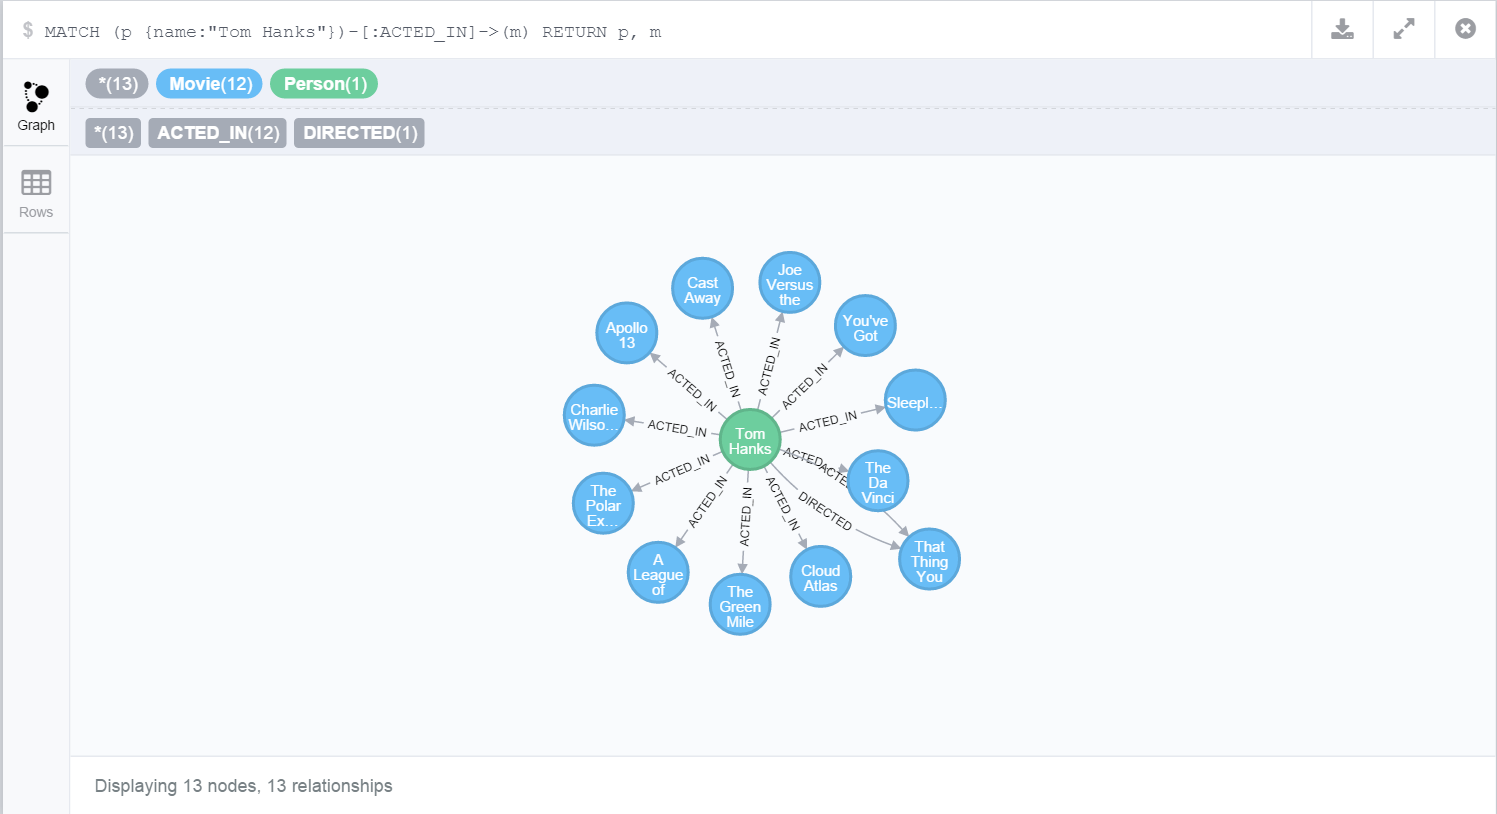 $ MATCH (p {name:"Tom Hanks"})-[:ACTED_IN]->(m) RETURN p, m
*(13) Movie(12) Person(1)
*(13) ACTED_IN(12) DIRECTED(1)
Graph
Rows
Joe
Versus
the
Cast
Away
You've
Got
Apollo
13
Sleepl...
Charlie
Wilso...
Tom
Hanks
The
Da
Vinci
The
Polar
Ex...
That
Thing
You
A
League
of
Cloud
Atlas
The
Green
Mile
ACTED_IN
ACTED_IN
ACTED_IN
ACTED_IN
ACTED_IN
ACTED_IN
ACTED_IN
ACTED_IN
ACTED_IN
ACTED_IN
ACTED
ACTE
DIRECTED
Displaying 13 nodes, 13 relationships